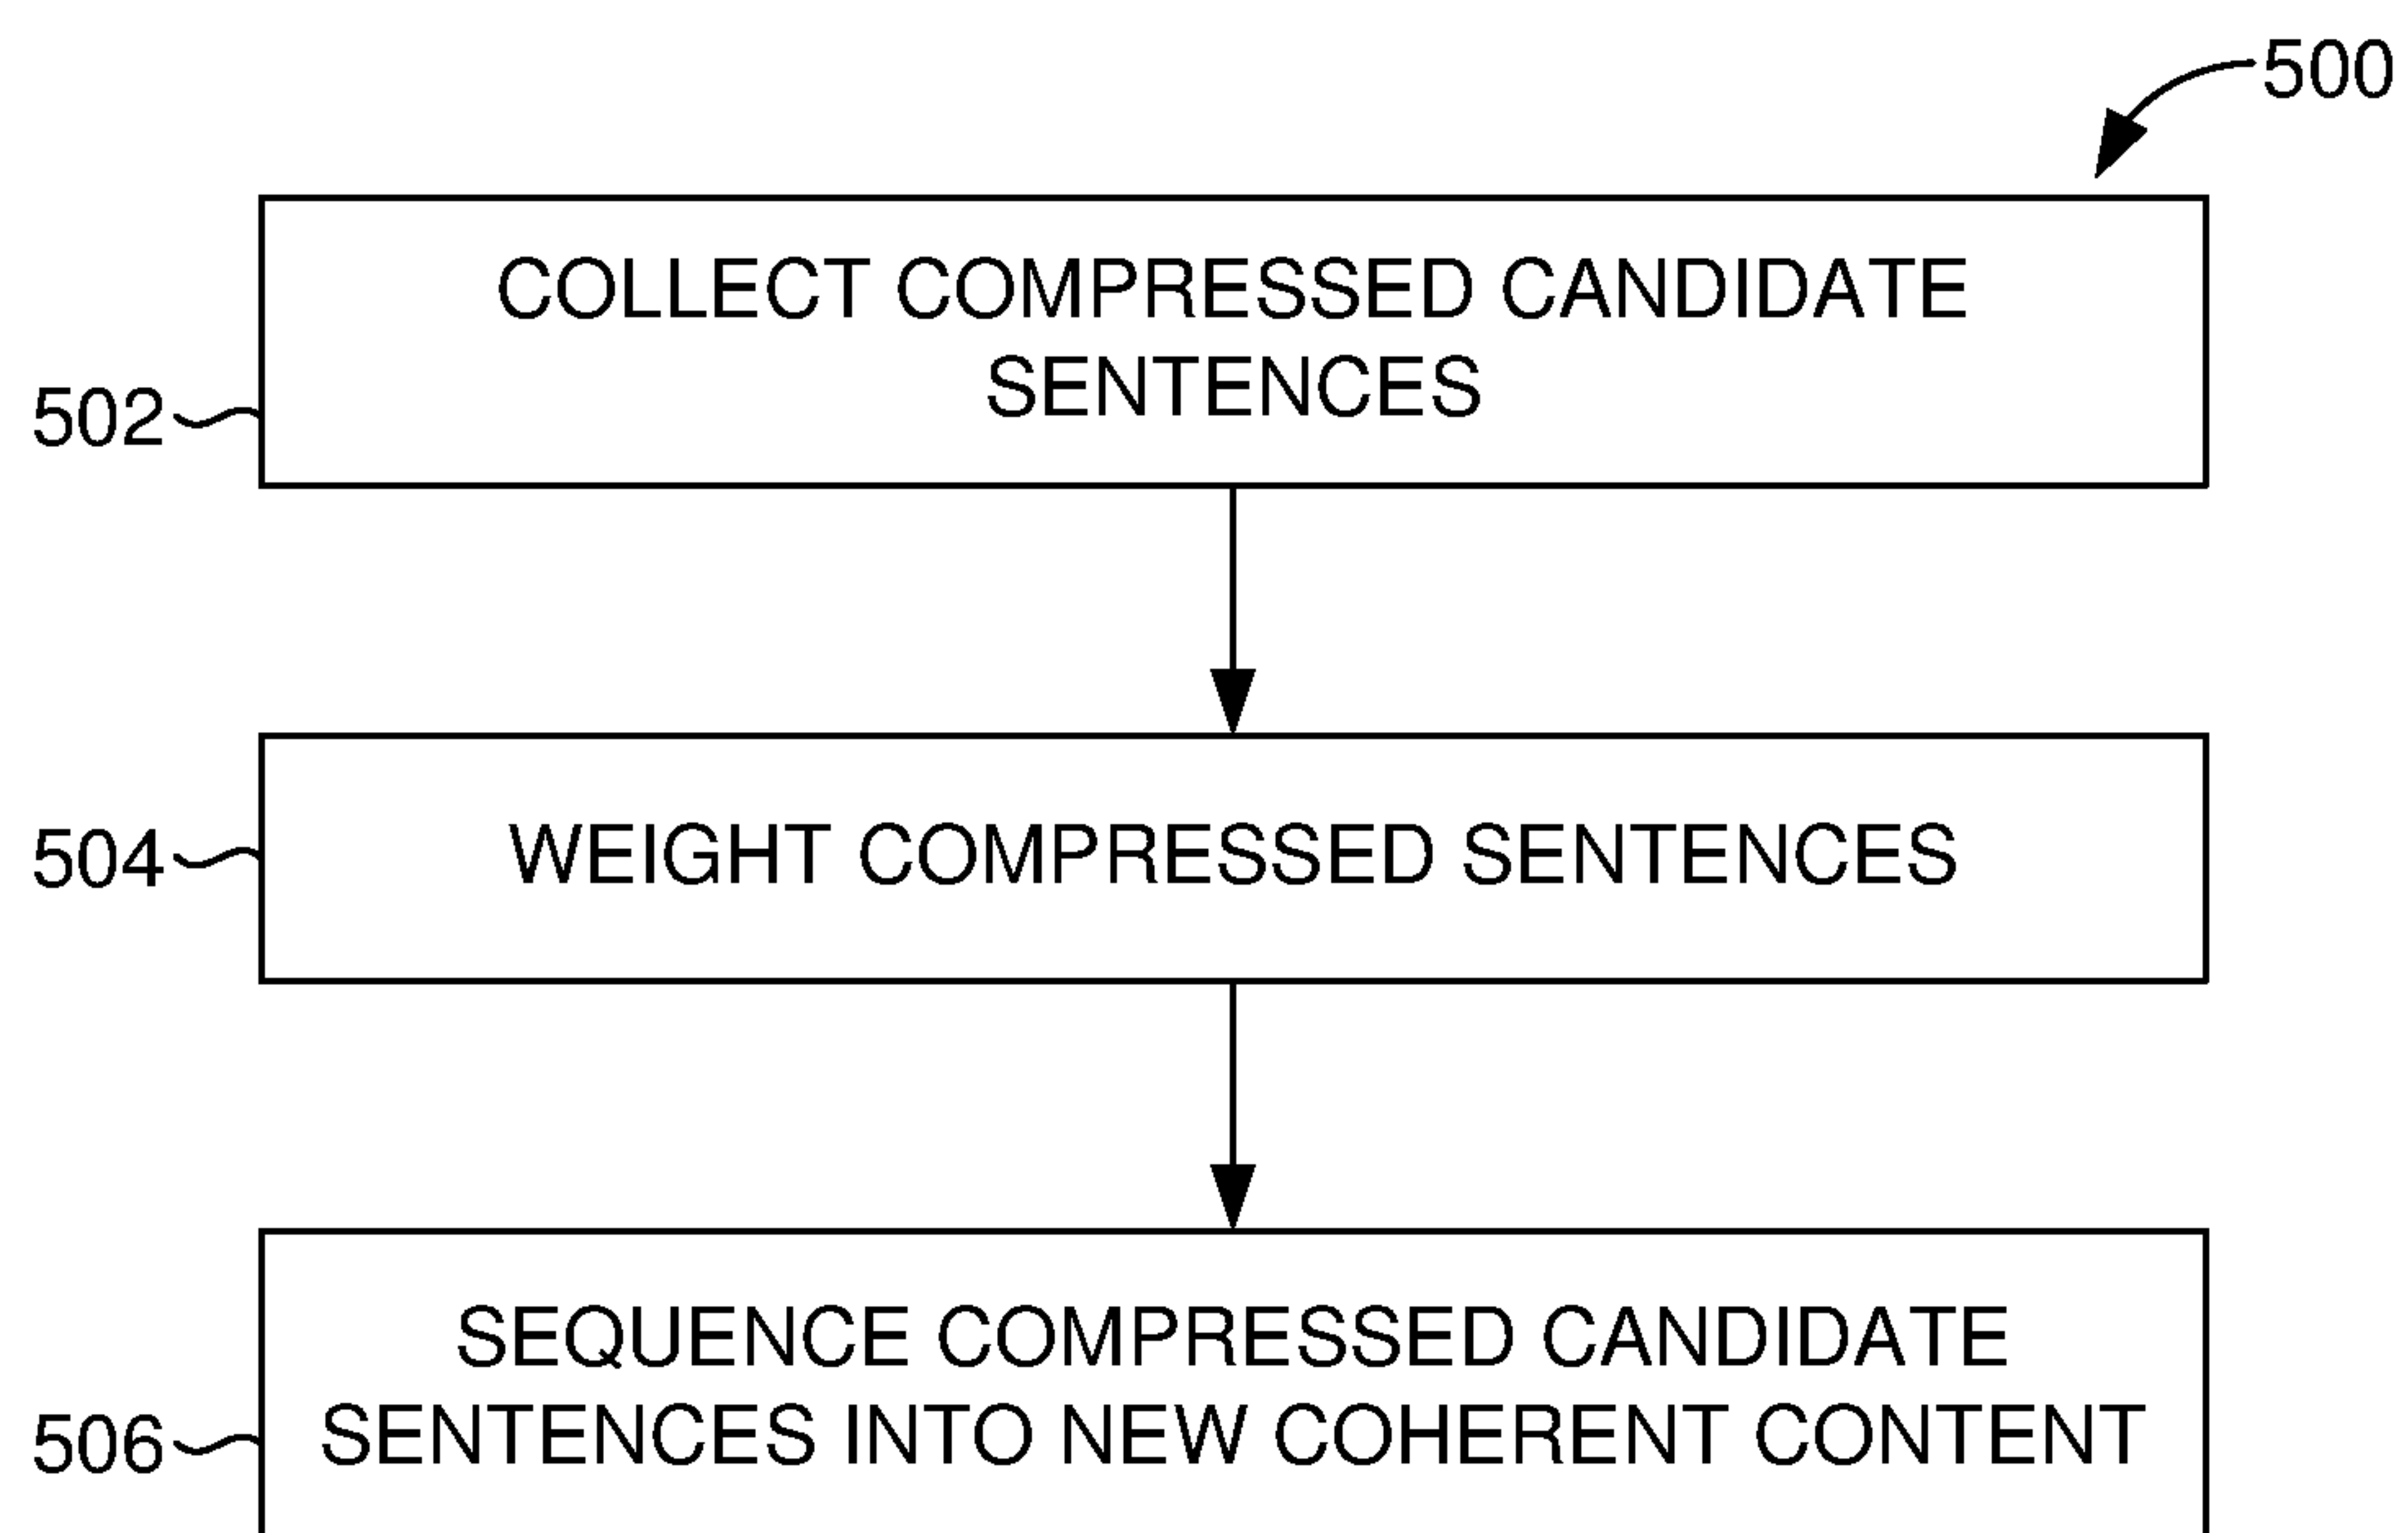 500
COLLECT COMPRESSED CANDIDATE
SENTENCES
502
WEIGHT COMPRESSED SENTENCES
504
SEQUENCE COMPRESSED CANDIDATE
SENTENCES INTO NEW COHERENT CONTENT
506